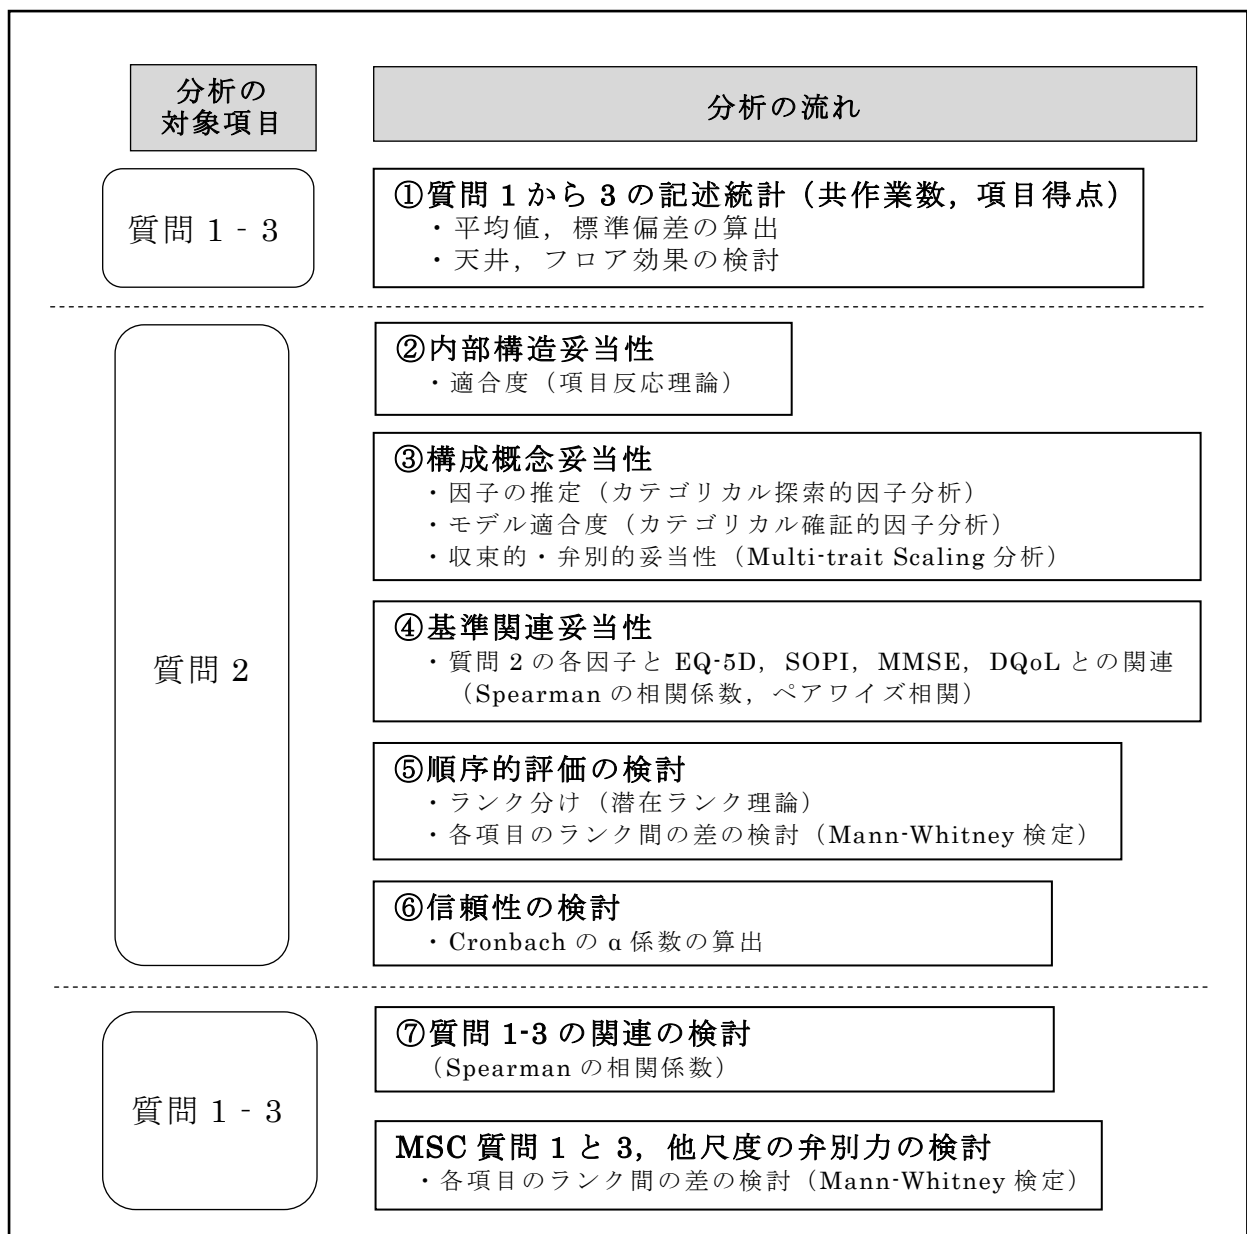 分析の
対象項目
分析の流れ
質問 1 - 3
①質問 1 から 3 の記述統計（共作業数，項目得点）
・平均値，標準偏差の算出
・天井，フロア効果の検討
質問 2
②内部構造妥当性
・適合度（項目反応理論）
③構成概念妥当性
・因子の推定（カテゴリカル探索的因子分析）
・モデル適合度（カテゴリカル確証的因子分析）
・収束的・弁別的妥当性（Multi-trait Scaling 分析）
④基準関連妥当性
・質問 2 の各因子と EQ-5D，SOPI，MMSE，DQoL との関連
（Spearman の相関係数，ペアワイズ相関）
⑤順序的評価の検討
・ランク分け（潜在ランク理論）
・各項目のランク間の差の検討（Mann-Whitney 検定）
⑥信頼性の検討
・Cronbach の α 係数の算出
質問 1 - 3
⑦質問 1-3 の関連の検討
（Spearman の相関係数）
MSC 質問 1 と 3，他尺度の弁別力の検討
・各項目のランク間の差の検討（Mann-Whitney 検定）